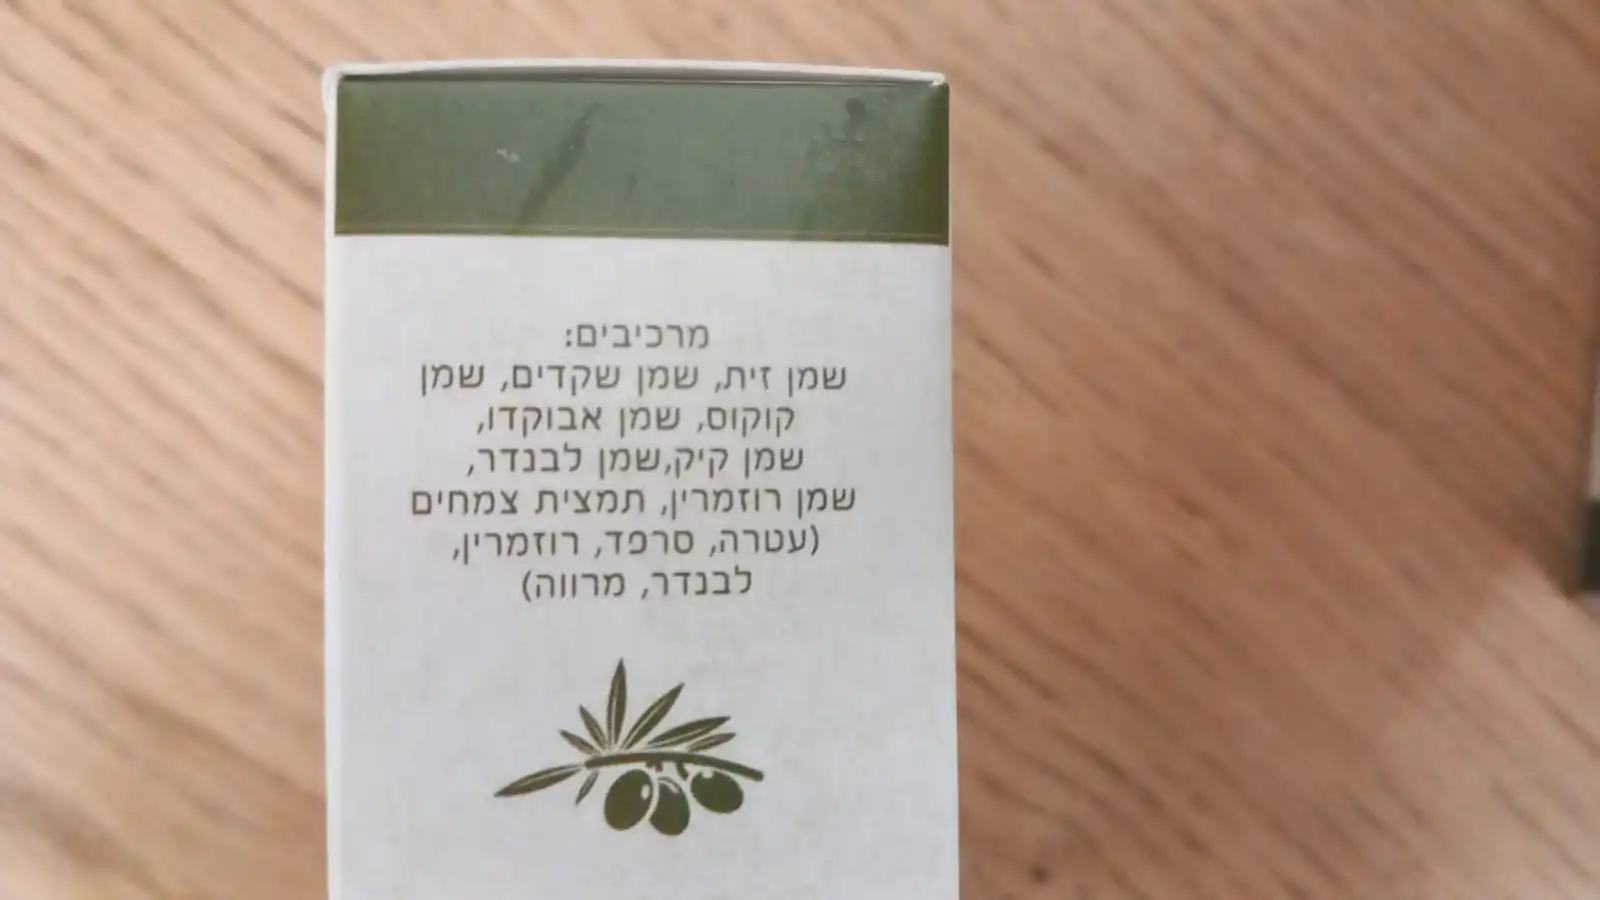 מרכיבים:
שמן זית, שמן שקדים, שמן
קוקוס, שמן אבוקדו,
שמן קיק,שמן לבנדר,
שמן רוזמרין, תמצית צמחים
(עטרה, סרפד, רוזמרין,
לבנדר, מרווה)